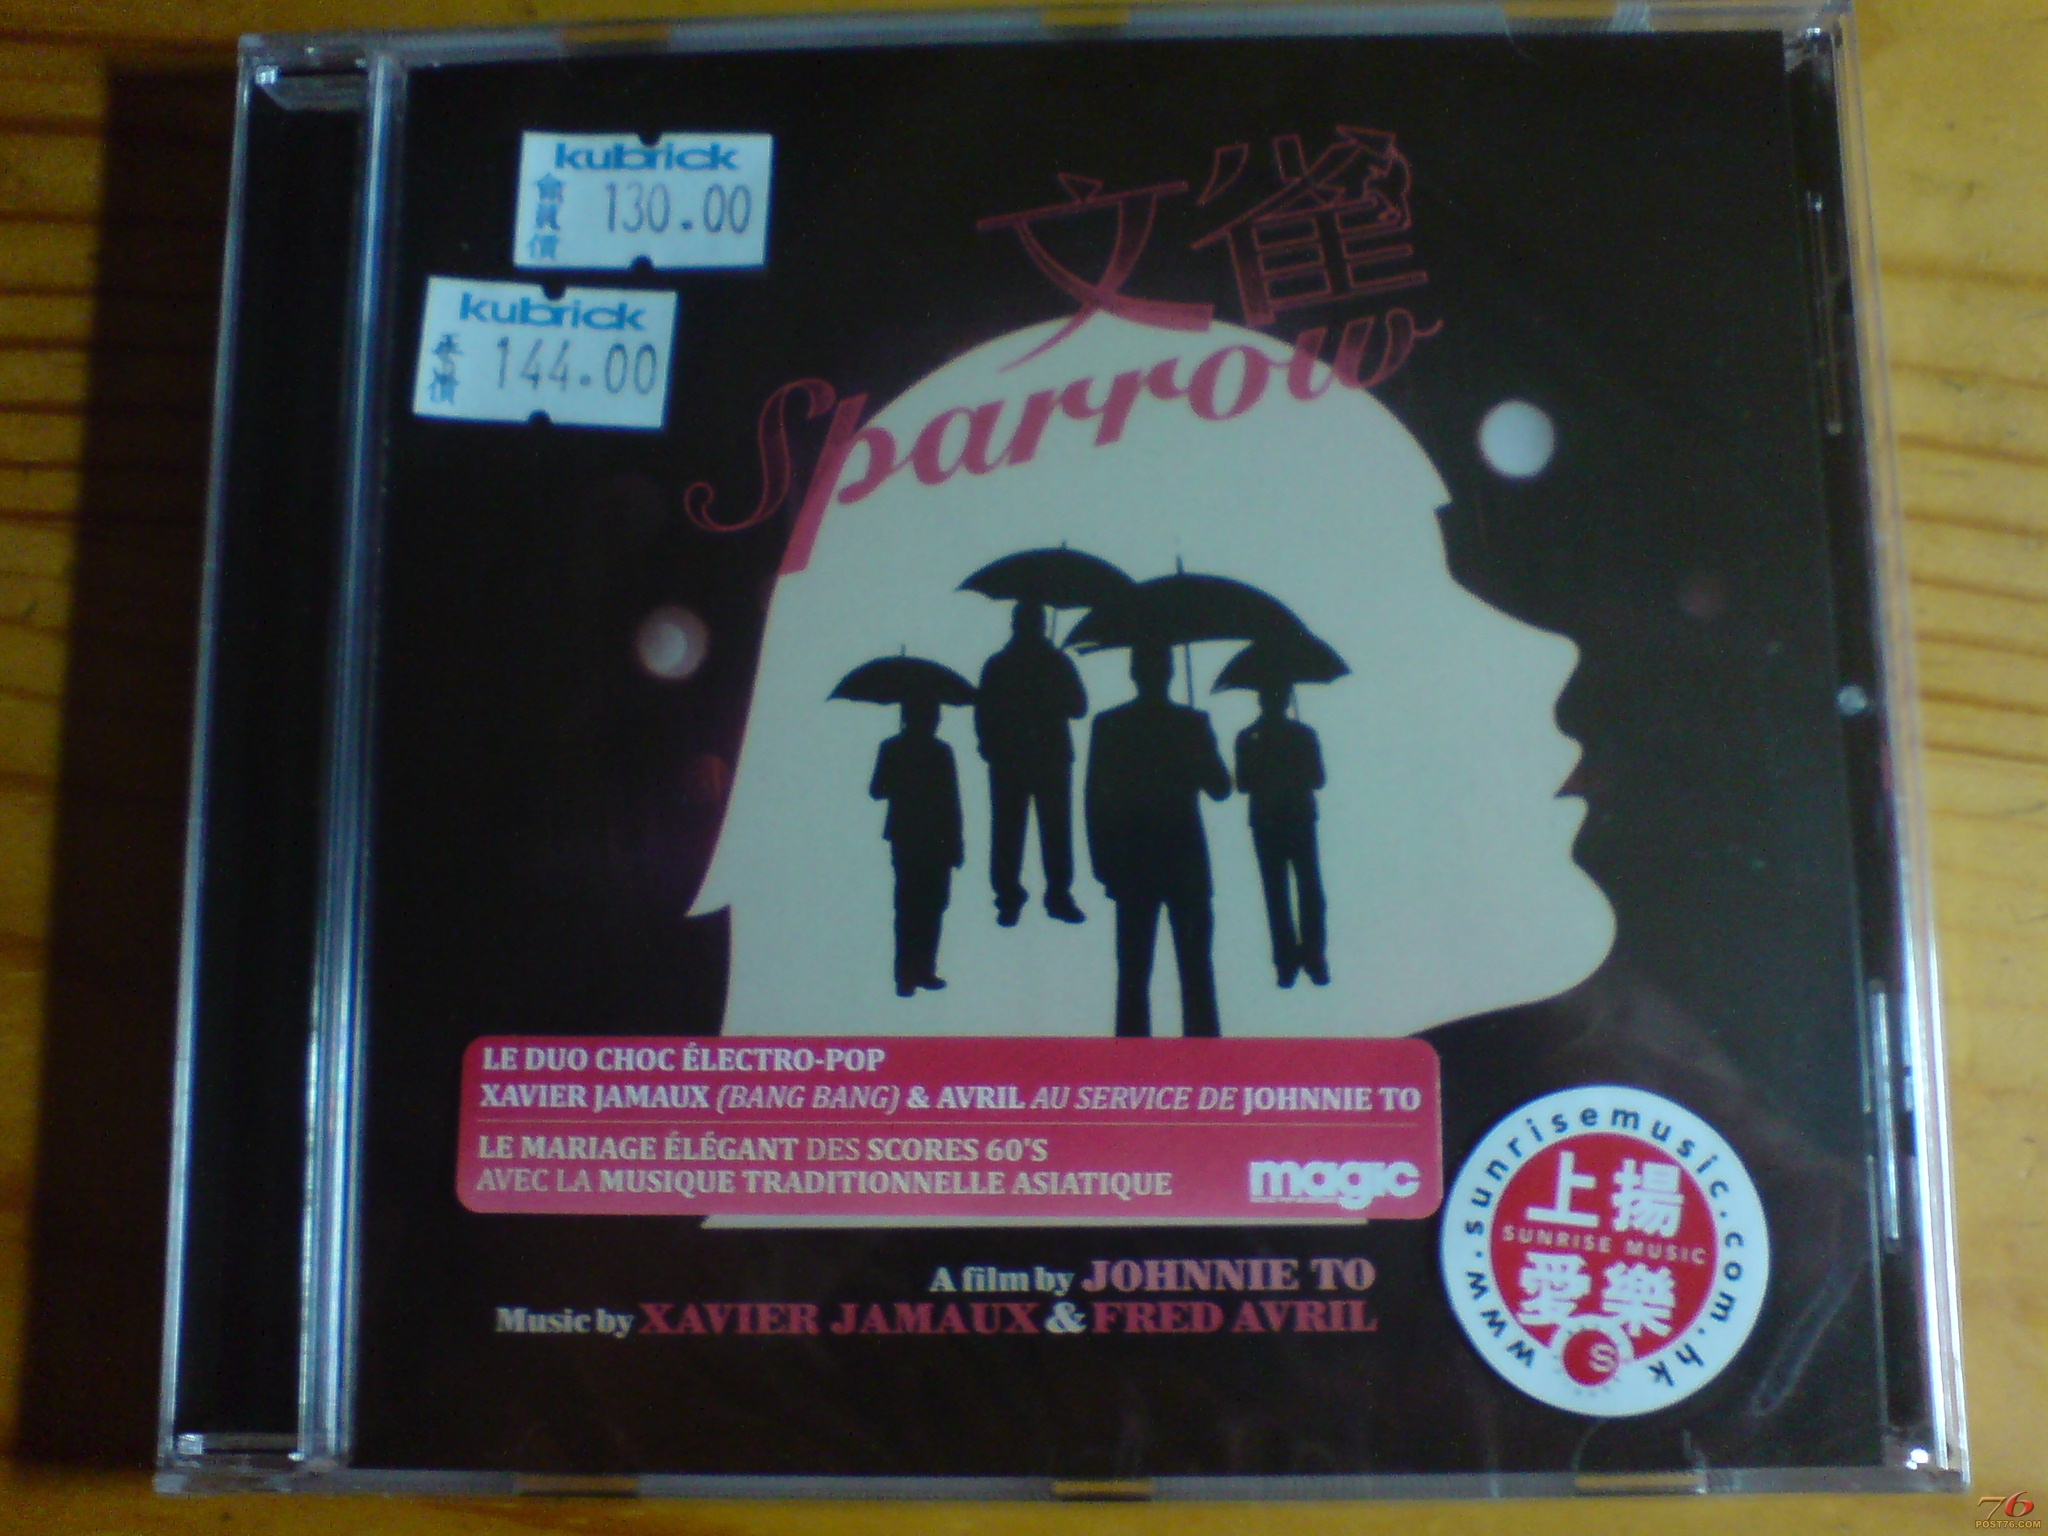 kubrick
會員價 130.00
kubrick
144.00
文雀
Sparrow
LE DUO CHOC ÉLECTRO-POP
XAVIER JAMAUX (BANG BANG) & AVRIL AU SERVICE DE JOHNNIE TO
LE MARIAGE ÉLÉGANT DES SCORES 60'S
AVEC LA MUSIQUE TRADITIONNELLE ASIATIQUE
magic
A film by JOHNNIE TO
Music by XAVIER JAMAUX & FRED AVRIL
www.sunrisemusic.com.hk
上揚
SUNRISE MUSIC
愛樂
S
76
POST76.COM